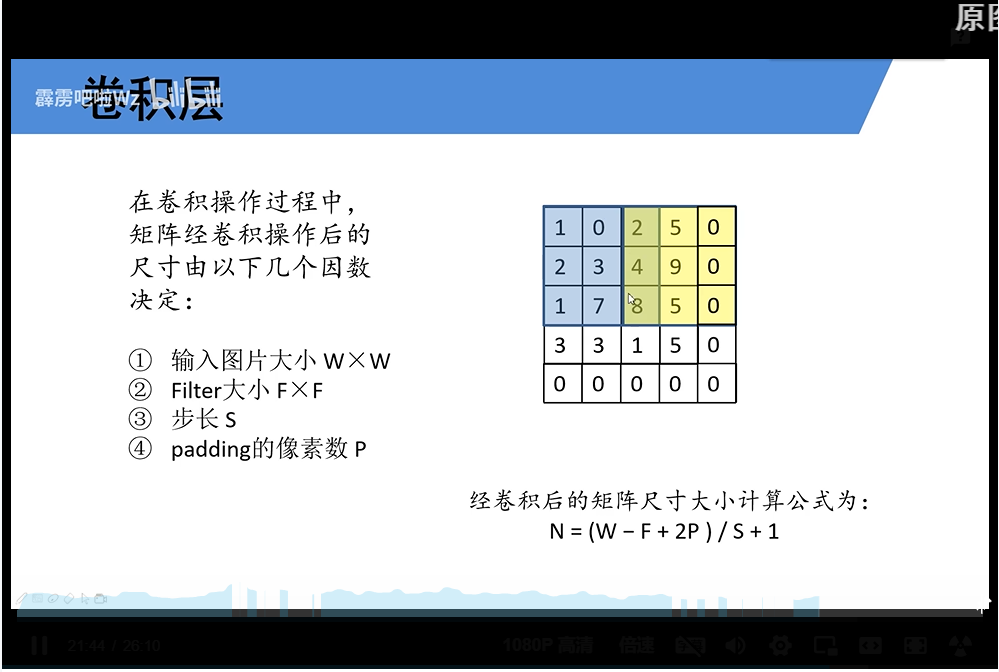 原图
霹雳吧啦Wz bilibili
卷积层
在卷积操作过程中，
矩阵经卷积操作后的
尺寸由以下几个因数
决定：
① 输入图片大小 W×W
② Filter大小 F×F
③ 步长 S
④ padding的像素数 P
1 0 2 5 0
2 3 4 9 0
1 7 8 5 0
3 3 1 5 0
0 0 0 0 0
经卷积后的矩阵尺寸大小计算公式为：
N = (W − F + 2P ) / S + 1
21:44 / 26:10
1080P 高清 倍速